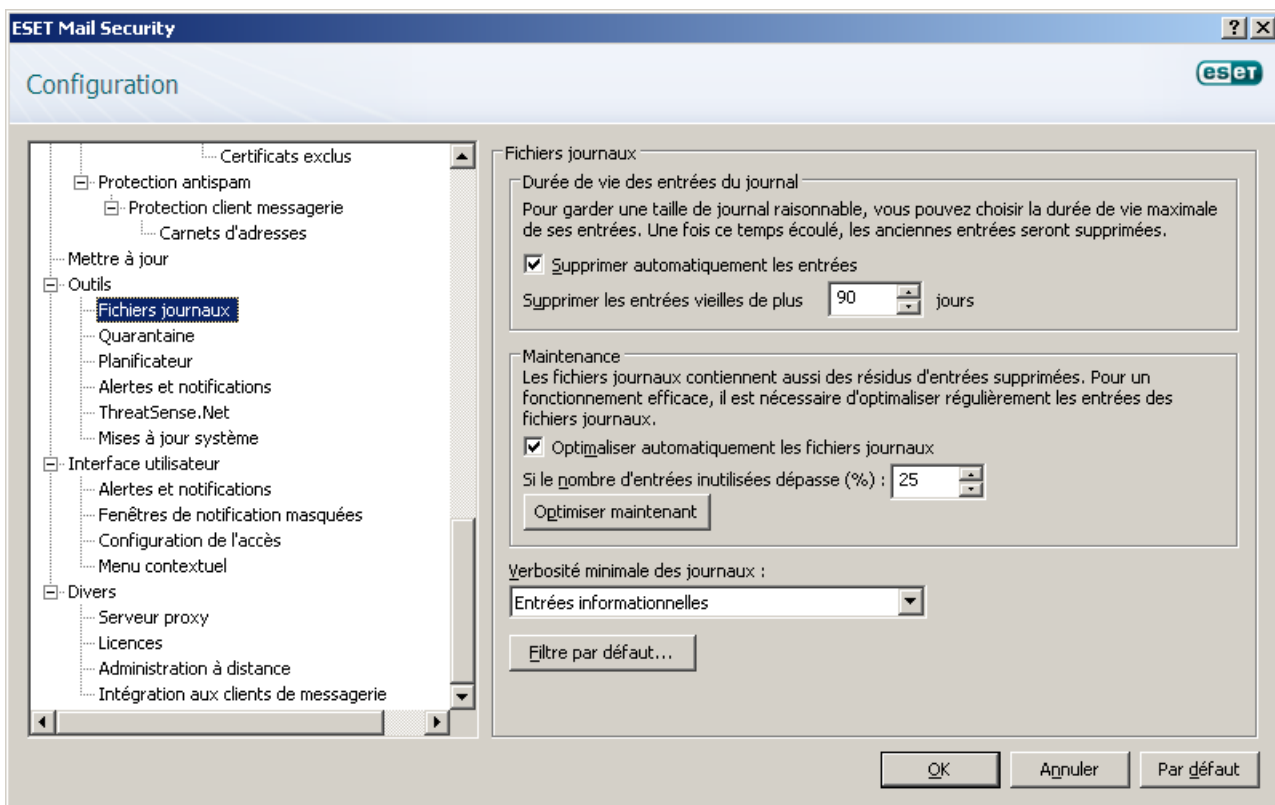 ESET Mail Security
Configuration
eseT
Certificats exclus
Protection antispam
Protection client messagerie
Carnets d'adresses
Mettre à jour
Outils
Fichiers journaux
Quarantaine
Planificateur
Alertes et notifications
ThreatSense.Net
Mises à jour système
Interface utilisateur
Alertes et notifications
Fenêtres de notification masquées
Configuration de l'accès
Menu contextuel
Divers
Serveur proxy
Licences
Administration à distance
Intégration aux clients de messagerie
Fichiers journaux
Durée de vie des entrées du journal
Pour garder une taille de journal raisonnable, vous pouvez choisir la durée de vie maximale
de ses entrées. Une fois ce temps écoulé, les anciennes entrées seront supprimées.
Supprimer automatiquement les entrées
Supprimer les entrées vieilles de plus 90 jours
Maintenance
Les fichiers journaux contiennent aussi des résidus d'entrées supprimées. Pour un
fonctionnement efficace, il est nécessaire d'optimaliser régulièrement les entrées des
fichiers journaux.
Optimaliser automatiquement les fichiers journaux
Si le nombre d'entrées inutilisées dépasse (%) : 25
Optimiser maintenant
Verbosité minimale des journaux :
Entrées informationnelles
Filtre par défaut...
OK Annuler Par défaut